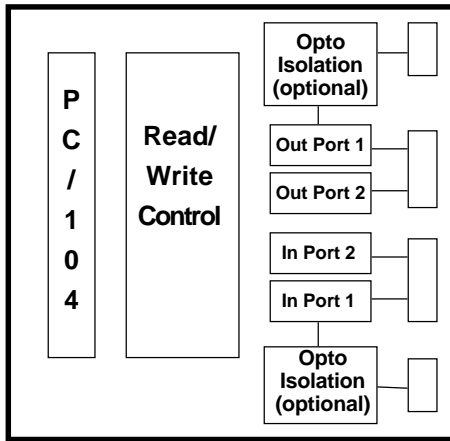 P
C
/
1
0
4
Read/
Write
Control
Opto
Isolation
(optional)
Out Port 1
Out Port 2
In Port 2
In Port 1
Opto
Isolation
(optional)